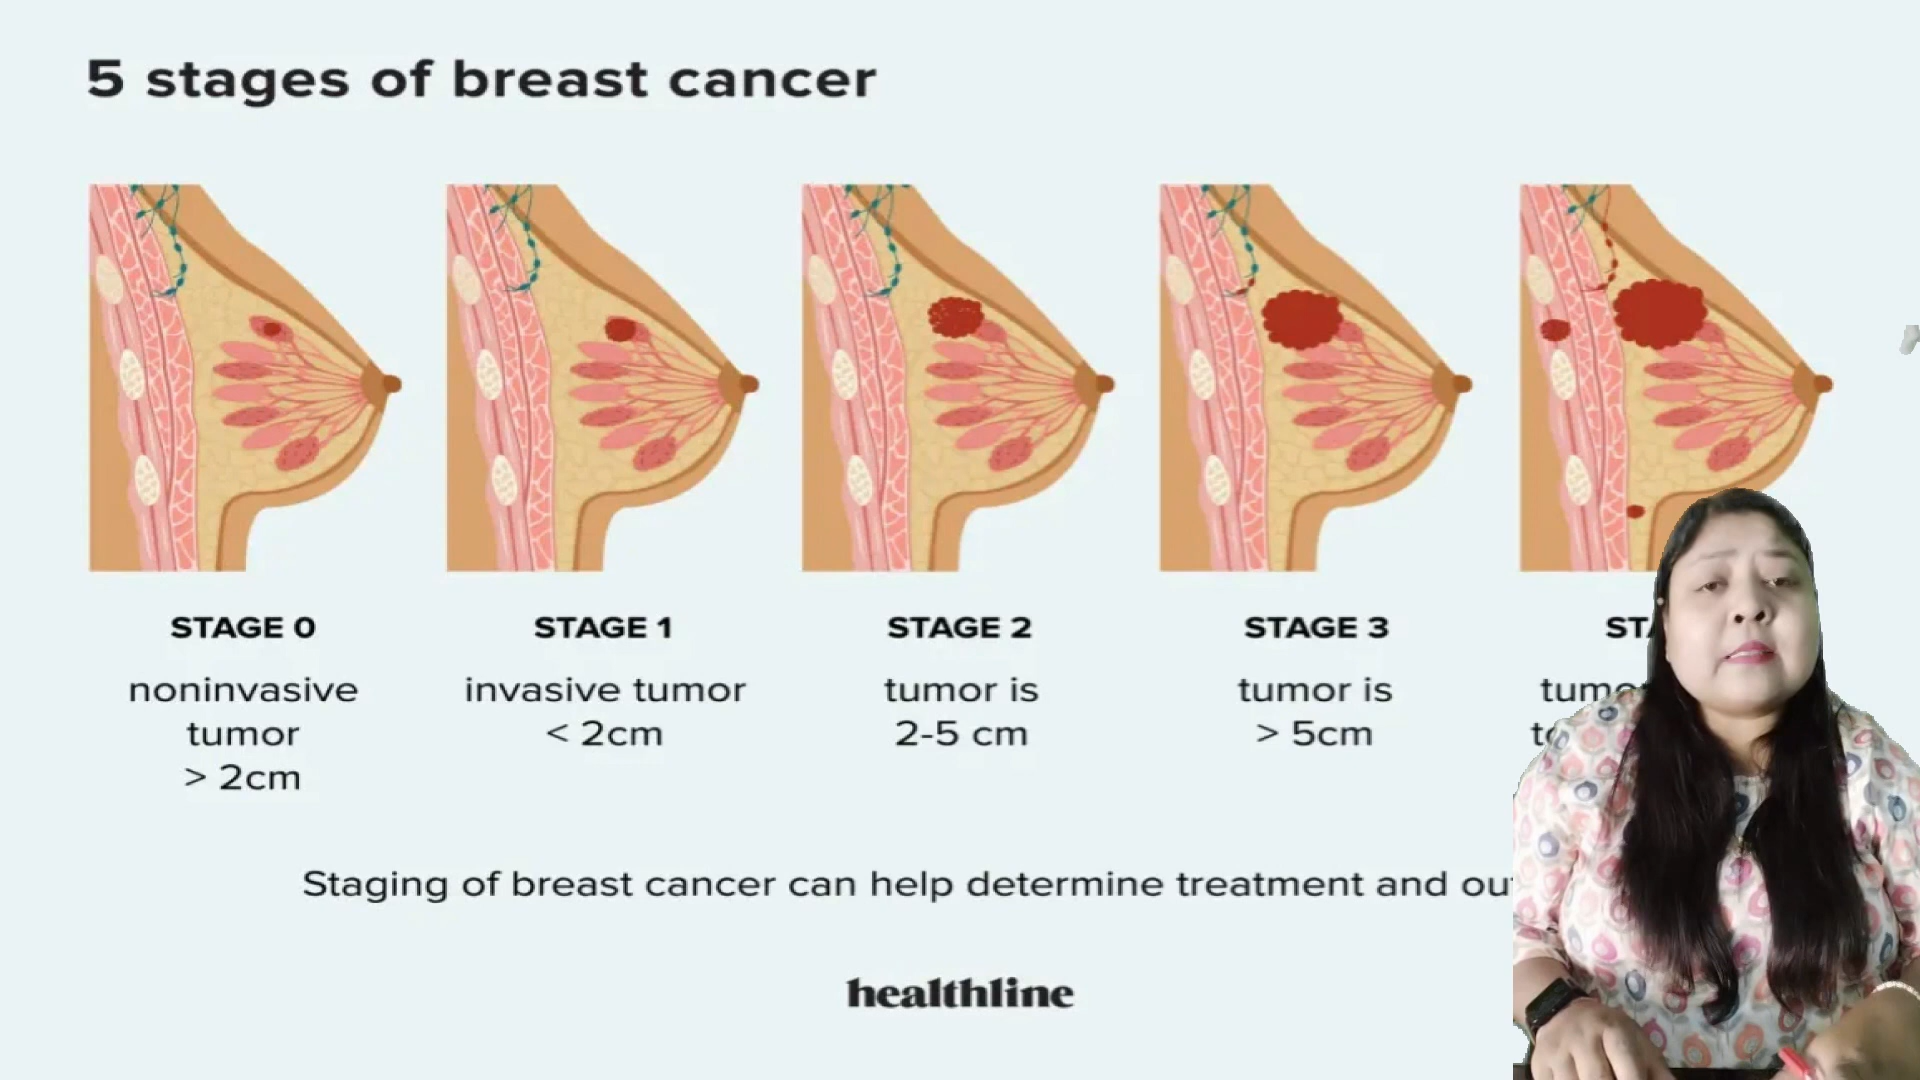 5 stages of breast cancer
STAGE 0
noninvasive
tumor
> 2cm
STAGE 1
invasive tumor
< 2cm
STAGE 2
tumor is
2-5 cm
STAGE 3
tumor is
> 5cm
Staging of breast cancer can help determine treatment and
healthline